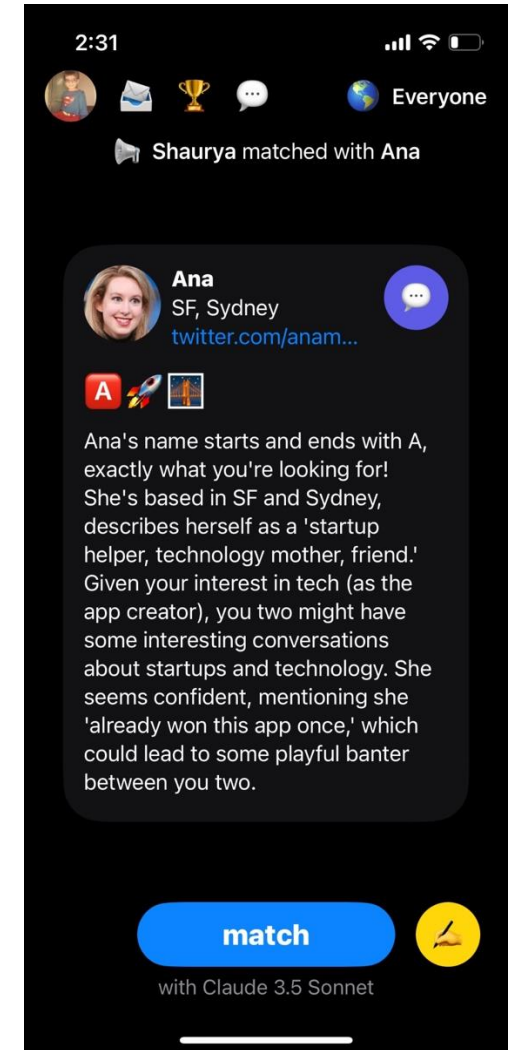 2:31
Everyone
Shaurya matched with Ana
Ana
SF, Sydney
twitter.com/anam...
A
Ana's name starts and ends with A,
exactly what you're looking for!
She's based in SF and Sydney,
describes herself as a 'startup
helper, technology mother, friend.'
Given your interest in tech (as the
app creator), you two might have
some interesting conversations
about startups and technology. She
seems confident, mentioning she
'already won this app once,' which
could lead to some playful banter
between you two.
match
with Claude 3.5 Sonnet